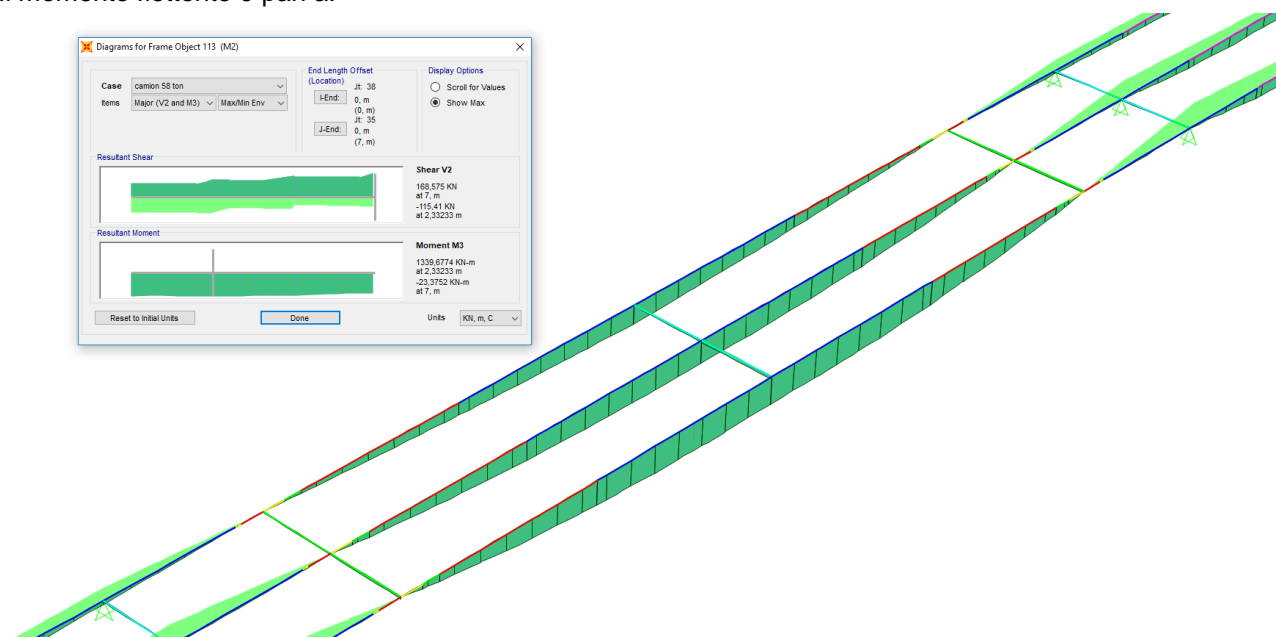 Diagrams for Frame Object 113 (M2)
Case camion 58 ton
Items Major (V2 and M3) Max/Min Env
End Length Offset
(Location)
Jt: 38
I-End: 0, m
(0, m)
Jt: 35
J-End: 0, m
(7, m)
Display Options
Scroll for Values
Show Max
Resultant Shear
Shear V2
168,575 KN
at 7, m
-115,41 KN
at 2,33233 m
Resultant Moment
Moment M3
1339,6774 KN-m
at 2,33233 m
-23,3752 KN-m
at 7, m
Reset to Initial Units
Done
Units KN, m, C